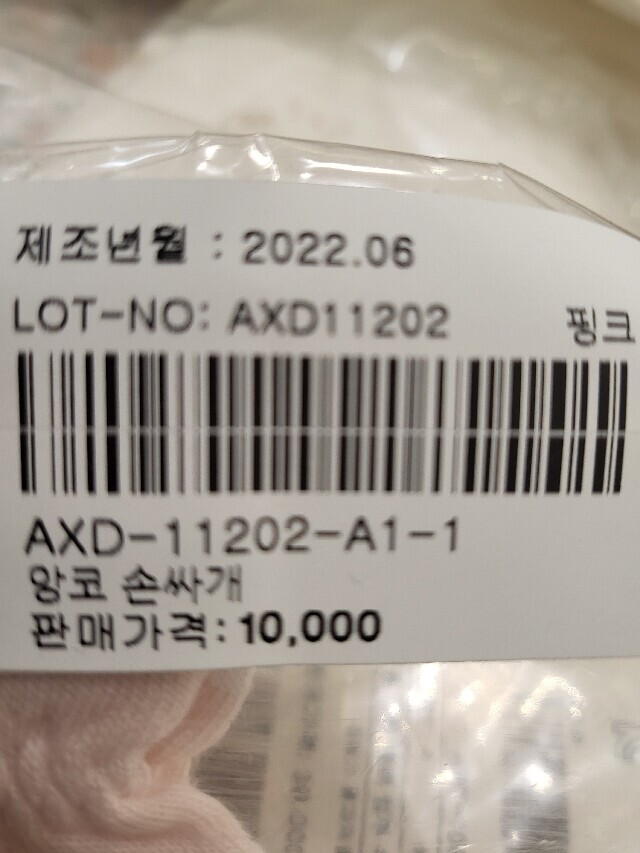 제조년월 : 2022.06
LOT-NO: AXD11202 핑크
AXD-11202-A1-1
앙코 손싸개
판매가격: 10,000